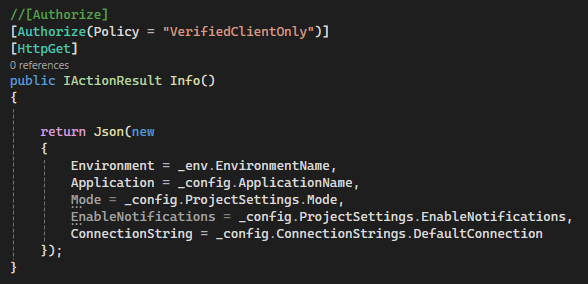 //[Authorize]
[Authorize(Policy = "VerifiedClientOnly")]
[HttpGet]
0 references
public IActionResult Info()
{
return Json(new
{
Environment = _env.EnvironmentName,
Application = _config.ApplicationName,
Mode = _config.ProjectSettings.Mode,
EnableNotifications = _config.ProjectSettings.EnableNotifications,
ConnectionString = _config.ConnectionStrings.DefaultConnection
});
}